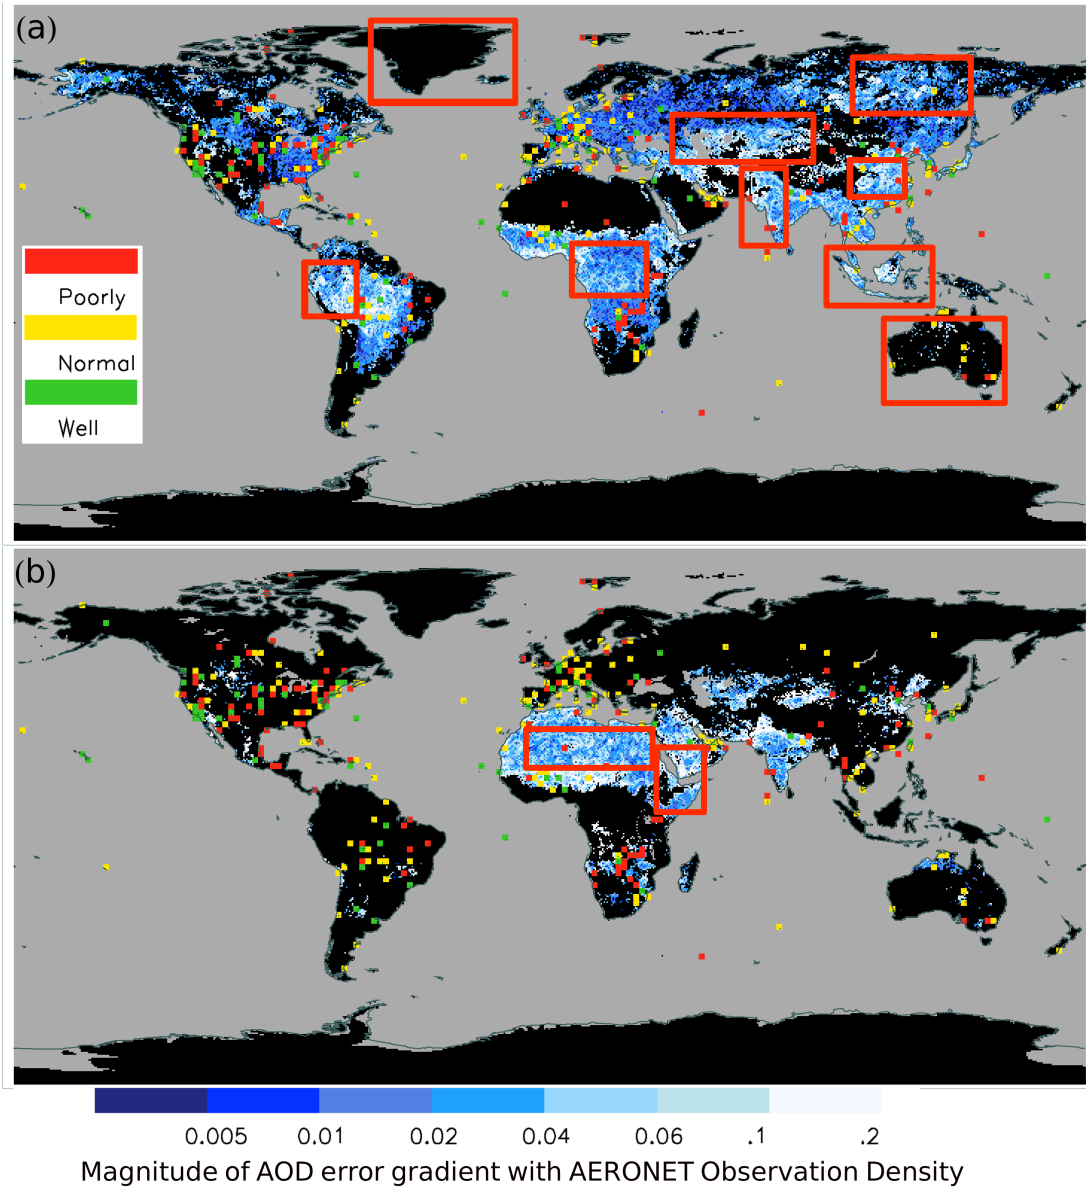 (a)
Poorly
Normal
Well
(b)
0.005 0.01 0.02 0.04 0.06 .1 .2
Magnitude of AOD error gradient with AERONET Observation Density